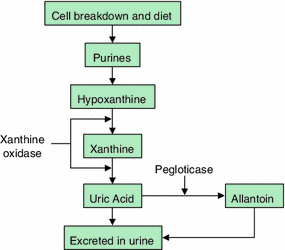 Cell breakdown and diet
Purines
Hypoxanthine
Xanthine
oxidase
Xanthine
Pegloticase
Uric Acid
Allantoin
Excreted in urine